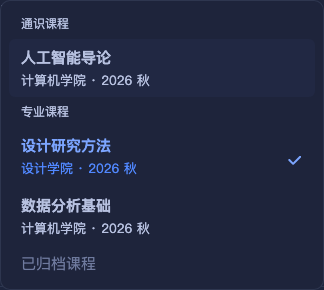 通识课程
人工智能导论
计算机学院 · 2026 秋
专业课程
设计研究方法
设计学院 · 2026 秋
数据分析基础
计算机学院 · 2026 秋
已归档课程